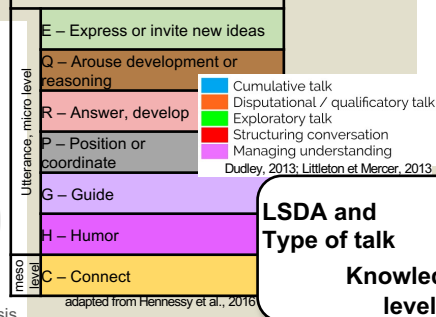 E – Express or invite new ideas
Q – Arouse development or
reasoning
R – Answer, develop
P – Position or
coordinate
G – Guide
H – Humor
C – Connect
Utterance, micro level
meso
level
adapted from Hennessy et al., 2016
Cumulative talk
Disputational / qualificatory talk
Exploratory talk
Structuring conversation
Managing understanding
Dudley, 2013; Littleton et Mercer, 2013
LSDA and
Type of talk
level